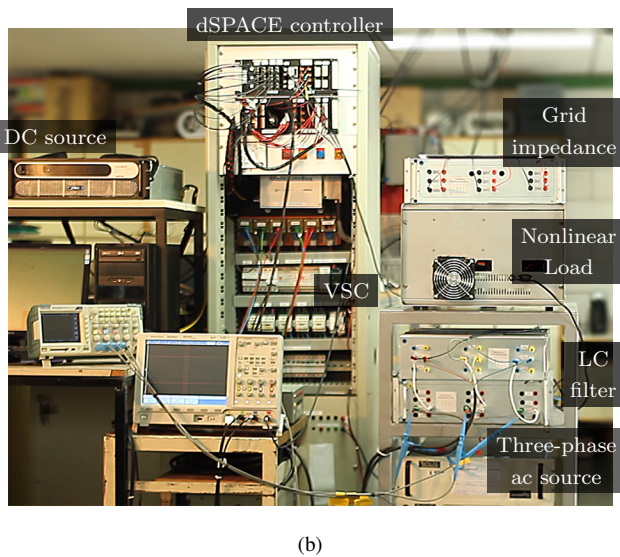 dSPACE controller
DC source
Grid
impedance
Nonlinear
Load
VSC
LC
filter
Three-phase
ac source
(b)